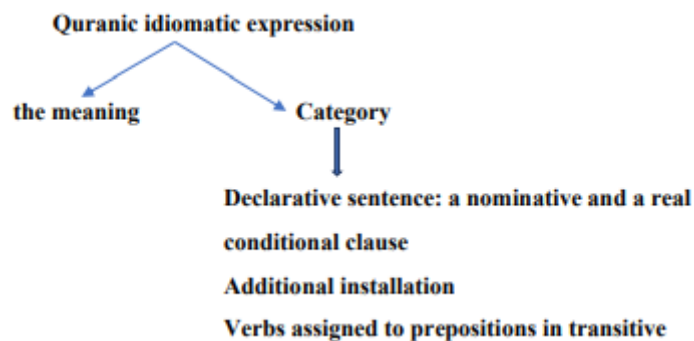 Quranic idiomatic expression
the meaning
Category
Declarative sentence: a nominative and a real
conditional clause
Additional installation
Verbs assigned to prepositions in transitive